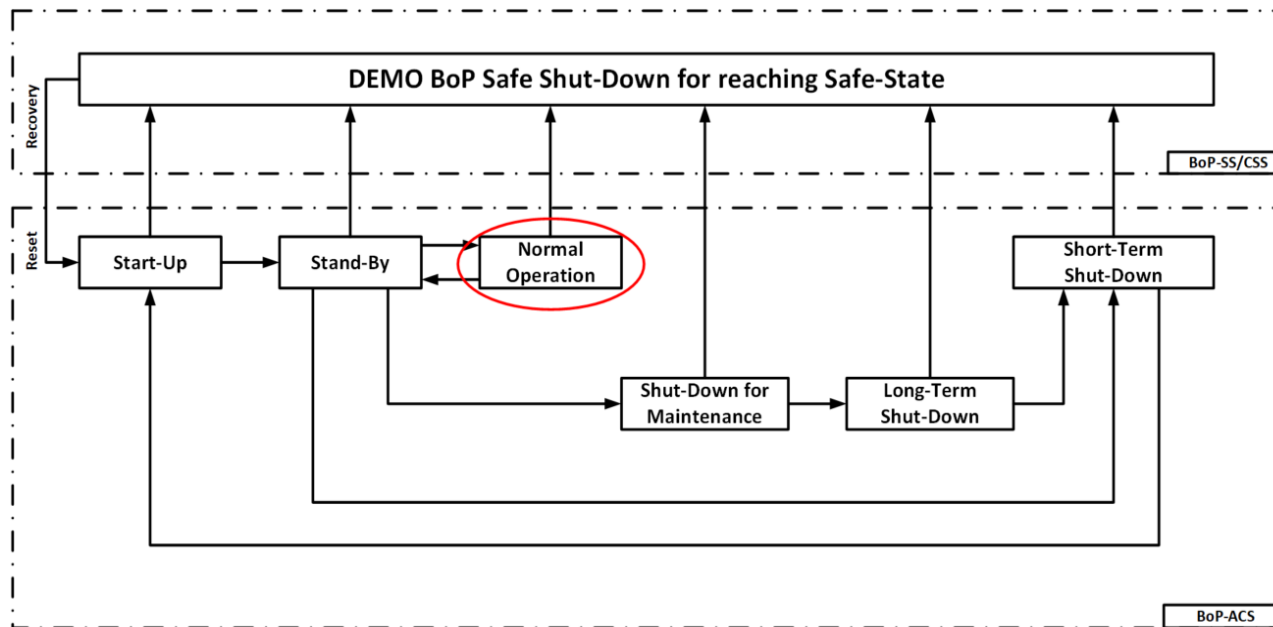 DEMO BoP Safe Shut-Down for reaching Safe-State
Recovery
BoP-SS/CSS
Reset
Start-Up
Stand-By
Normal
Operation
Short-Term
Shut-Down
Shut-Down for
Maintenance
Long-Term
Shut-Down
BoP-ACS